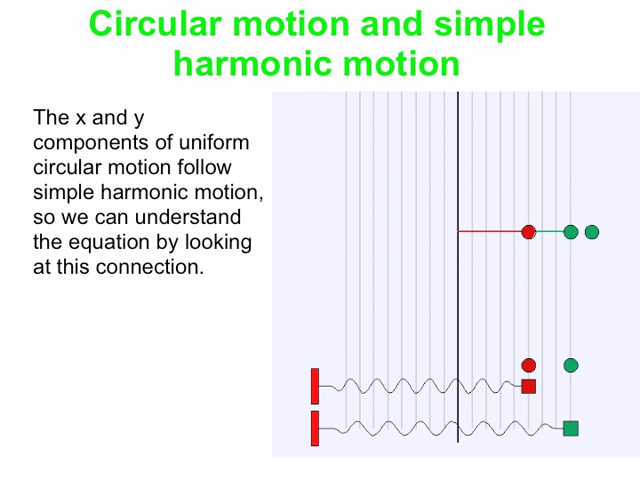 Circular motion and simple
harmonic motion
The x and y
components of uniform
circular motion follow
simple harmonic motion,
so we can understand
the equation by looking
at this connection.